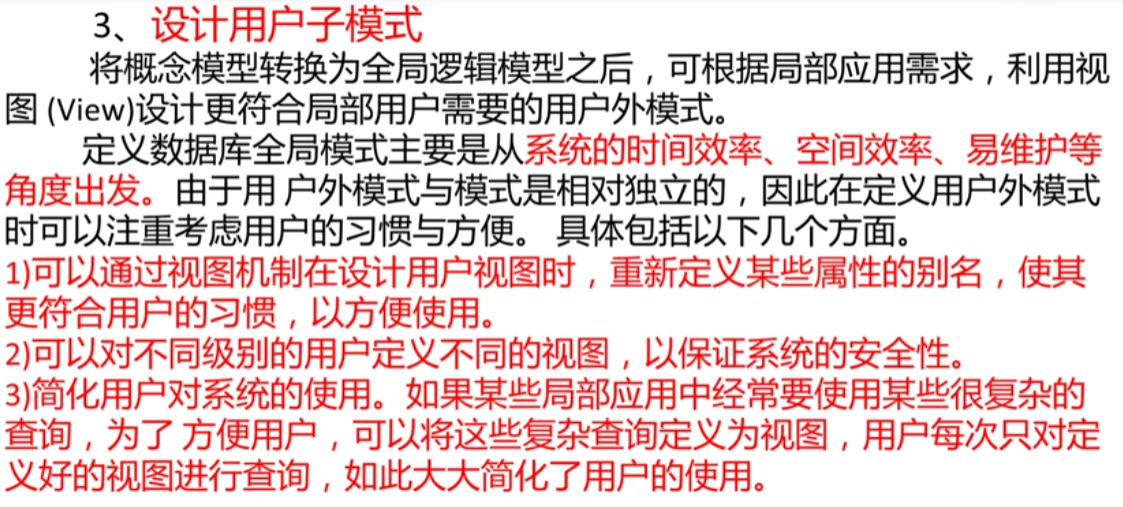 3、设计用户子模式
将概念模型转换为全局逻辑模型之后，可根据局部应用需求，利用视
图 (View)设计更符合局部用户需要的用户外模式。
定义数据库全局模式主要是从系统的时间效率、空间效率、易维护等
角度出发。由于用 户外模式与模式是相对独立的，因此在定义用户外模式
时可以注重考虑用户的习惯与方便。 具体包括以下几个方面。
1)可以通过视图机制在设计用户视图时，重新定义某些属性的别名，使其
更符合用户的习惯，以方便使用。
2)可以对不同级别的用户定义不同的视图，以保证系统的安全性。
3)简化用户对系统的使用。如果某些局部应用中经常要使用某些很复杂的
查询，为了 方便用户，可以将这些复杂查询定义为视图，用户每次只对定
义好的视图进行查询，如此大大简化了用户的使用。